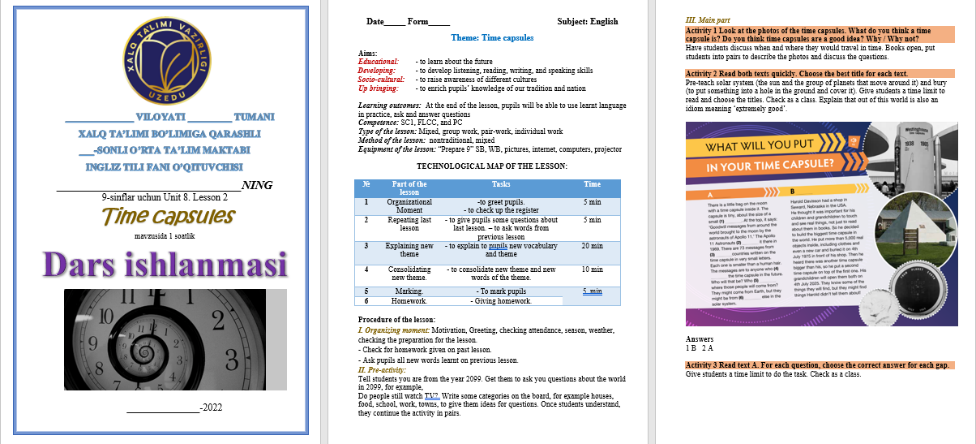 XALQ TA'LIMI VAZIRLIGI
UZEDU
____________ VILOYATI ________ TUMANI
XALQ TA'LIMI BO'LIMIGA QARASHLI
___-SONLI O'RTA TA'LIM MAKTABI
INGLIZ TILI FANI O'QITUVCHISI
______________________________NING
9-sinflar uchun Unit 8. Lesson 2
Time capsules
mavzusida 1 soatlik
Dars ishlanmasi
______________-2022
Date_____ Form_____ Subject: English
Theme: Time capsules
Aims:
Educational: - to learn about the future
Developing: - to develop listening, reading, writing, and speaking skills
Socio-cultural: - to raise awareness of different cultures
Up bringing: - to enrich pupils' knowledge of our tradition and nation
Learning outcomes: At the end of the lesson, pupils will be able to use learnt language
in practice, ask and answer questions
Competence: SC1, FLCC, and PC
Type of the lesson: Mixed, group work, pair-work, individual work
Method of the lesson: nontraditional, mixed
Equipment of the lesson: "Prepare 9" SB, WB, pictures, internet, computers, projector
TECHNOLOGICAL MAP OF THE LESSON:
№ Part of the lesson Tasks Time
1 Organizational Moment -to greet pupils. - to check up the register 5 min
2 Repeating last lesson - to give pupils some questions about last lesson. – to ask words from previous lesson 5 min
3 Explaining new theme - to explain to pupils new vocabulary and theme 20 min
4 Consolidating new theme. - to consolidate new theme and new words of the theme. 10 min
5 Marking. - To mark pupils 5 min
6 Homework. - Giving homework.
Procedure of the lesson:
I. Organizing moment: Motivation, Greeting, checking attendance, season, weather,
checking the preparation for the lesson.
- Check for homework given on past lesson.
- Ask pupils all new words learnt on previous lesson.
II. Pre-activity:
Tell students you are from the year 2099. Get them to ask you questions about the world
in 2099, for example,
Do people still watch TV?. Write some categories on the board, for example houses,
food, school, work, towns, to give them ideas for questions. Once students understand,
they continue the activity in pairs.
III. Main part
Activity 1 Look at the photos of the time capsules. What do you think a time
capsule is? Do you think time capsules are a good idea? Why / Why not?
Have students discuss when and where they would travel in time. Books open, put
students into pairs to describe the photos and discuss the questions.
Activity 2 Read both texts quickly. Choose the best title for each text.
Pre-teach solar system (the sun and the group of planets that move around it) and bury
(to put something into a hole in the ground and cover it). Give students a time limit to
read and choose the titles. Check as a class. Explain that out of this world is also an
idiom meaning 'extremely good'.
WHAT WILL YOU PUT
IN YOUR TIME CAPSULE?
A
B
Answers
1 B 2 A
Activity 3 Read text A. For each question, choose the correct answer for each gap.
Give students a time limit to do the task. Check as a class.